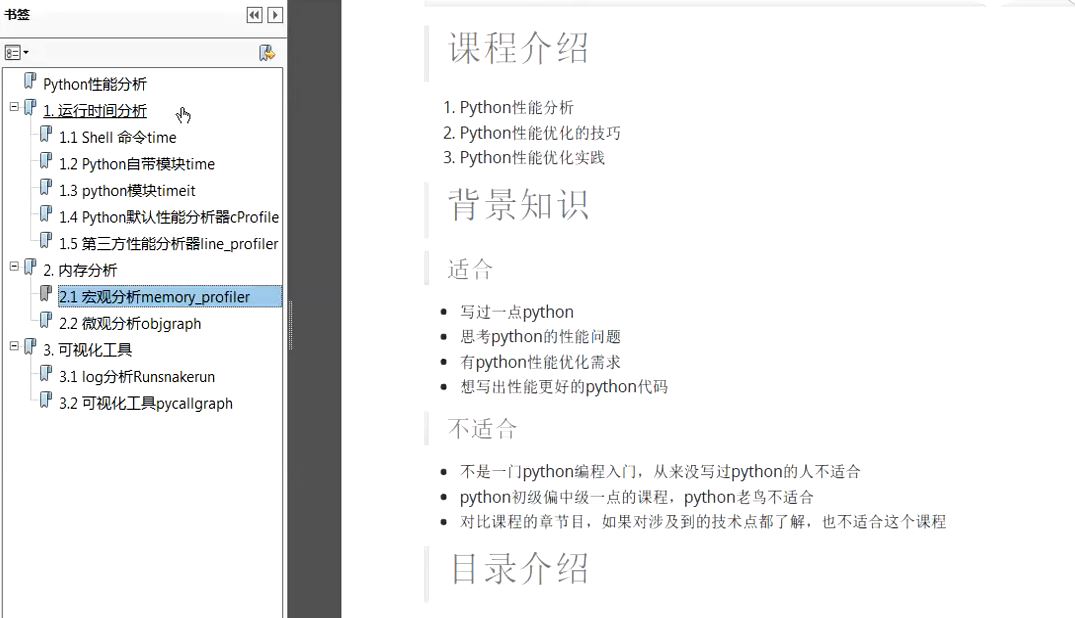 书签
Python性能分析
1. 运行时间分析
1.1 Shell 命令time
1.2 Python自带模块time
1.3 python模块timeit
1.4 Python默认性能分析器cProfile
1.5 第三方性能分析器line_profiler
2. 内存分析
2.1 宏观分析memory_profiler
2.2 微观分析objgraph
3. 可视化工具
3.1 log分析Runsnakerun
3.2 可视化工具pycallgraph
课程介绍
1. Python性能分析
2. Python性能优化的技巧
3. Python性能优化实践
背景知识
适合
• 写过一点python
• 思考python的性能问题
• 有python性能优化需求
• 想写出性能更好的python代码
不适合
• 不是一门python编程入门，从来没写过python的人不适合
• python初级偏中级一点的课程，python老鸟不适合
• 对比课程的章节目，如果对涉及到的技术点都了解，也不适合这个课程
目录介绍